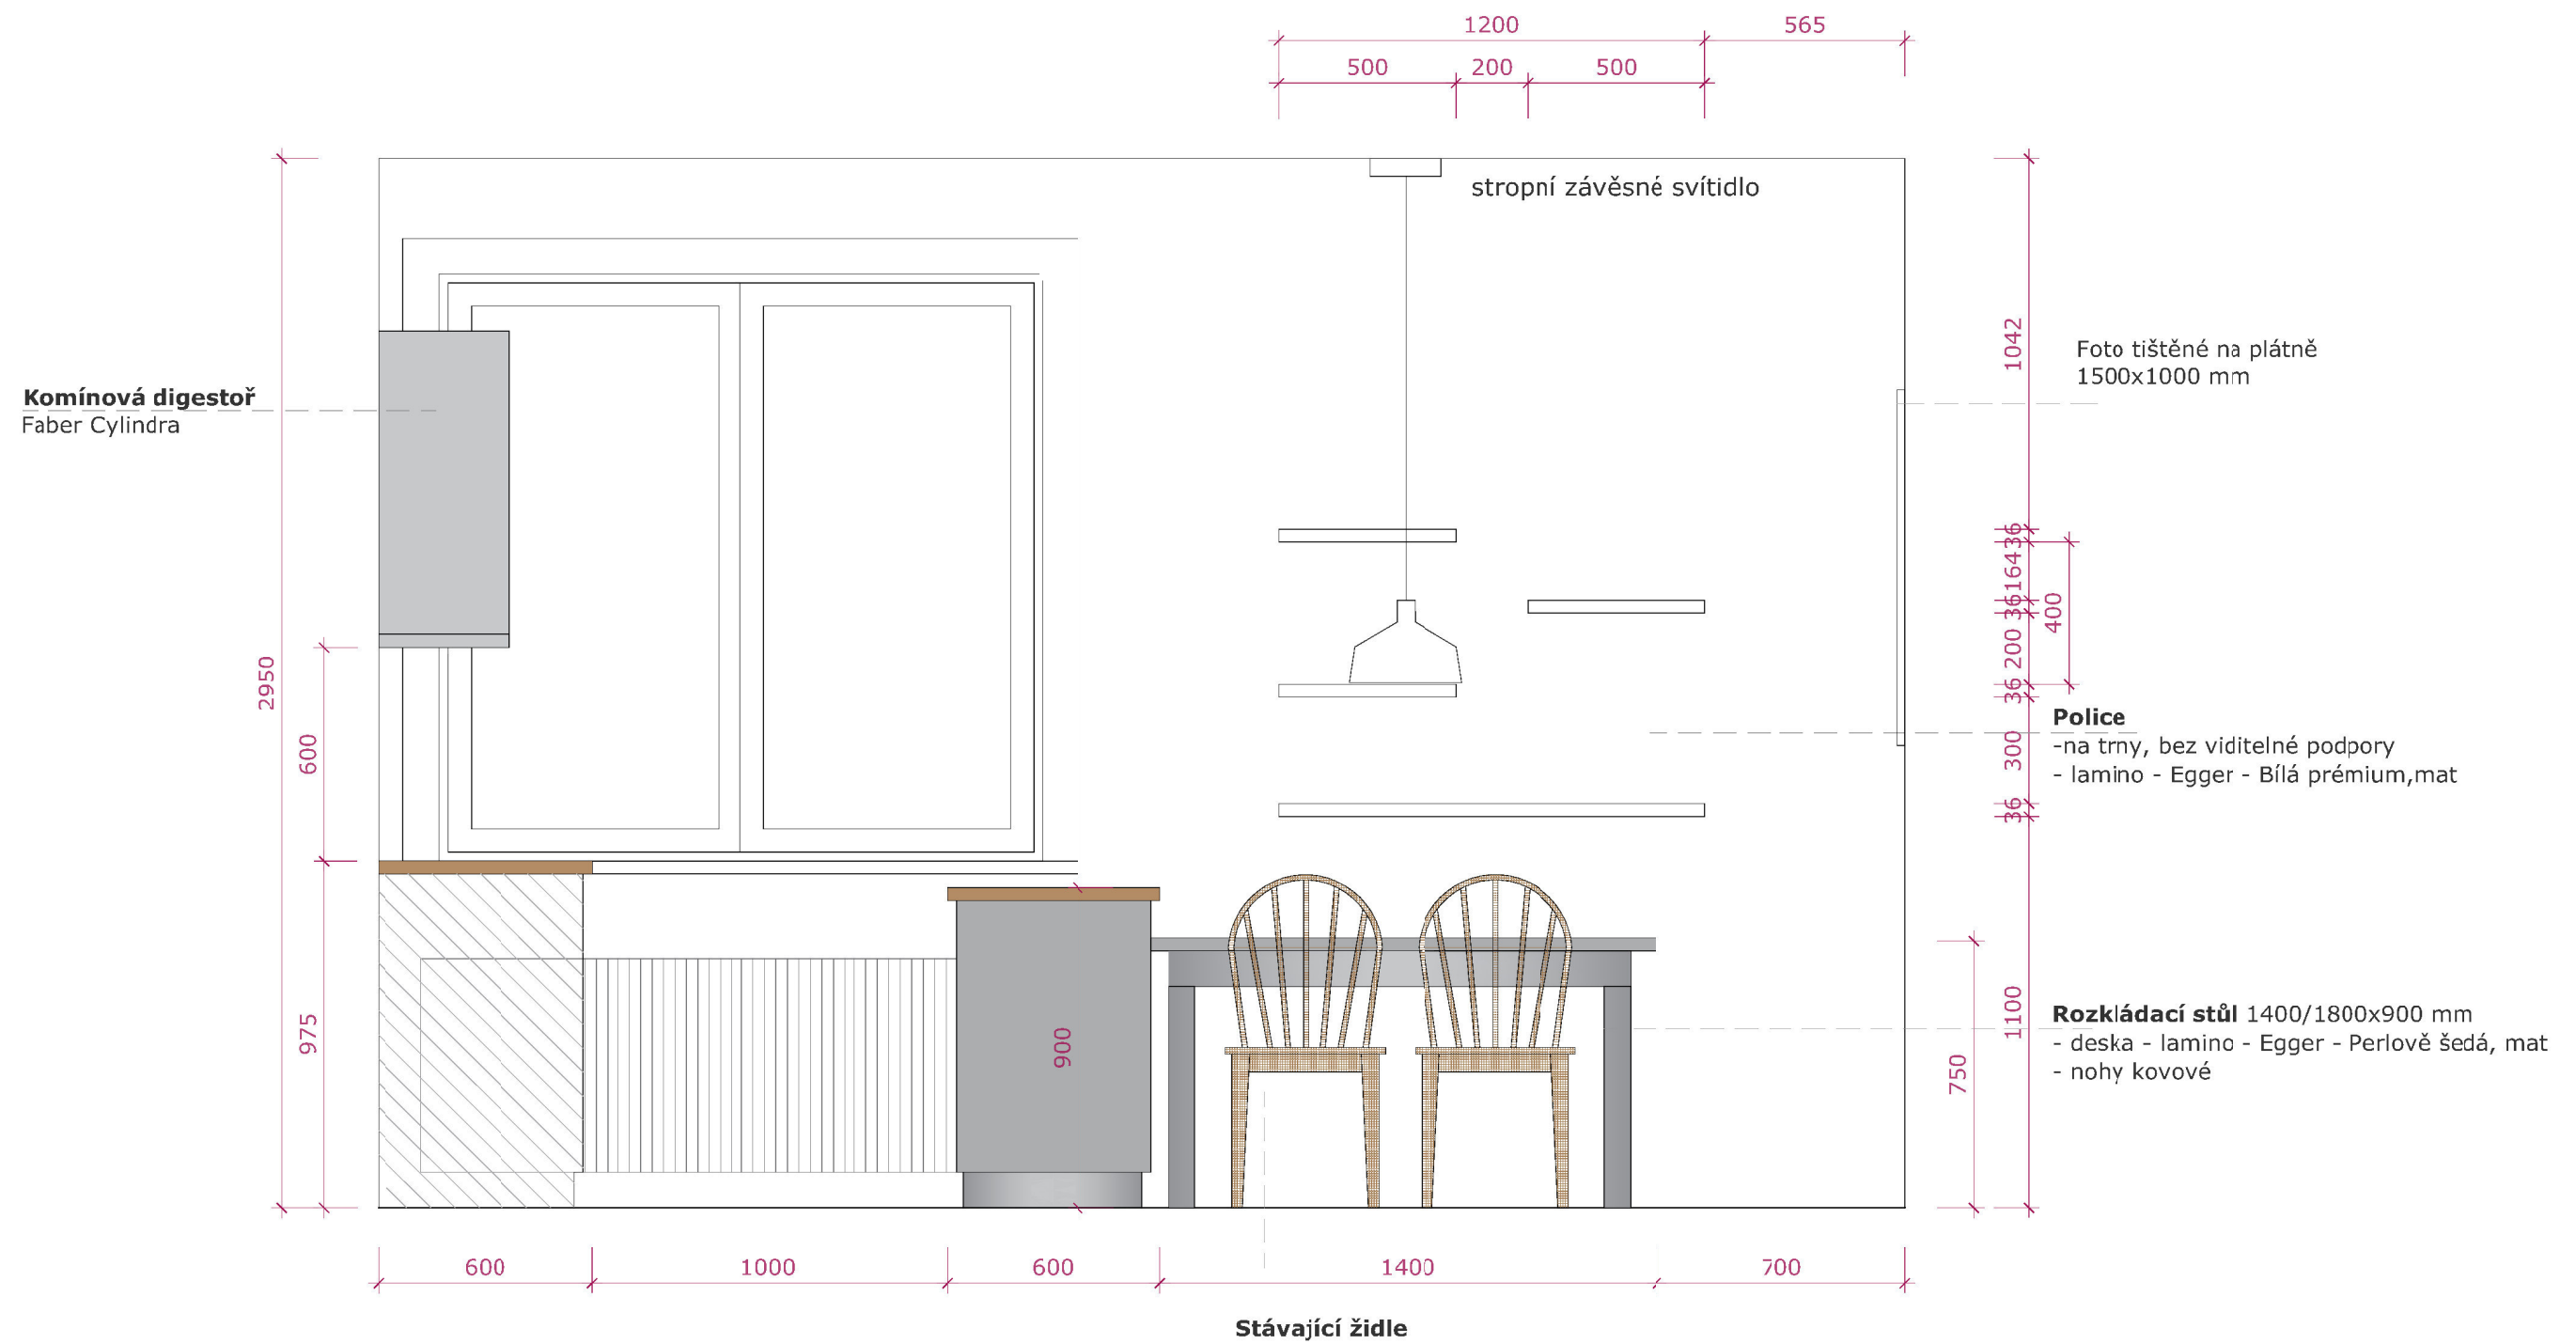 1200
565
500
200
500
stropní závěsné svítidlo
Komínová digestoř
Faber Cylindra
2950
600
975
900
1042
36
164
36
200
36
300
36
1100
400
750
Foto tištěné na plátně
1500x1000 mm
Police
-na trny, bez viditelné podpory
- lamino - Egger - Bílá prémium,mat
Rozkládací stůl 1400/1800x900 mm
- deska - lamino - Egger - Perlově šedá, mat
- nohy kovové
600
1000
600
1400
700
Stávající židle